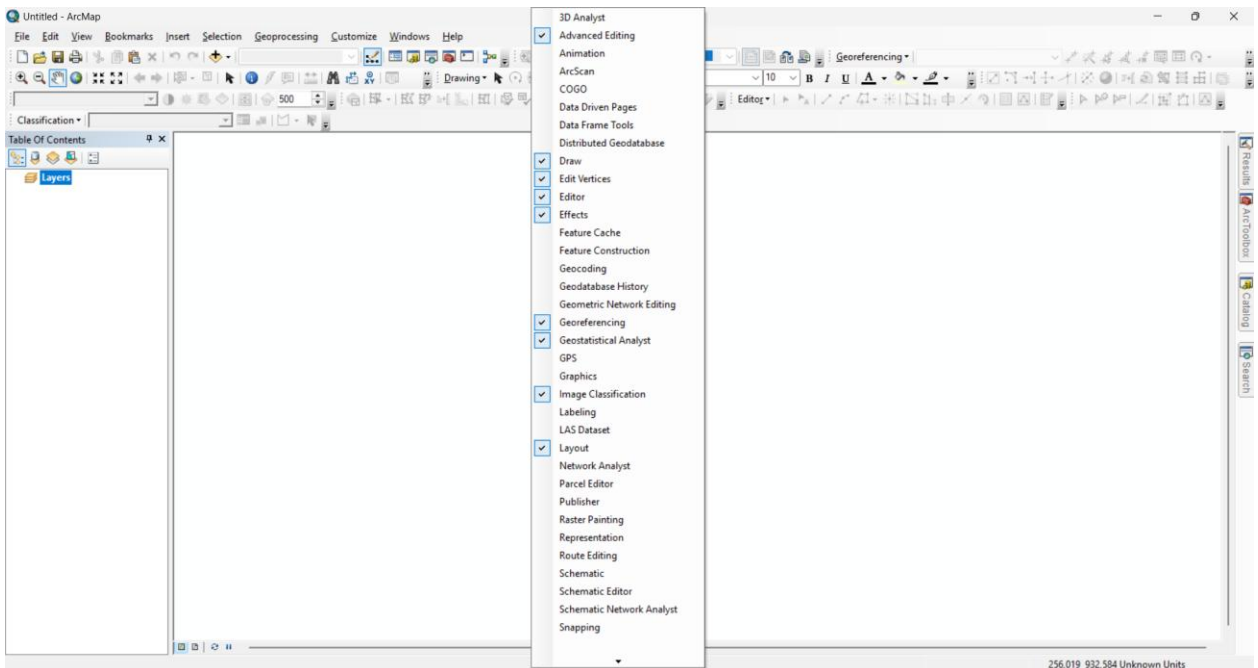 Untitled - ArcMap
File Edit View Bookmarks Insert Selection Geoprocessing Customize Windows Help
Georeferencing
Drawing
10 B I U A
500
Editor
Classification
Table Of Contents
Layers
3D Analyst
Advanced Editing
Animation
ArcScan
COGO
Data Driven Pages
Data Frame Tools
Distributed Geodatabase
Draw
Edit Vertices
Editor
Effects
Feature Cache
Feature Construction
Geocoding
Geodatabase History
Geometric Network Editing
Georeferencing
Geostatistical Analyst
GPS
Graphics
Image Classification
Labeling
LAS Dataset
Layout
Network Analyst
Parcel Editor
Publisher
Raster Painting
Representation
Route Editing
Schematic
Schematic Editor
Schematic Network Analyst
Snapping
Results
ArcToolbox
Catalog
Search
256.019 932.584 Unknown Units